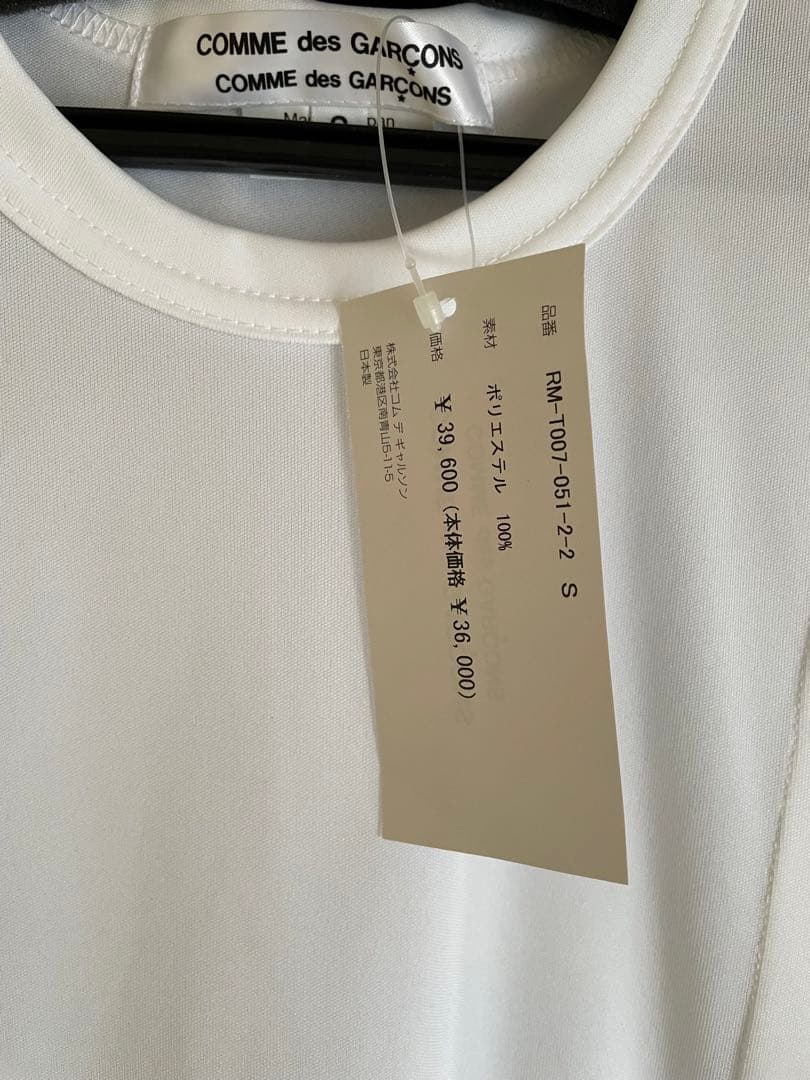 COMME des GARÇONS
COMME des GARÇONS
品番 RM-T007-051-2-2 S
素材 ポリエステル 100%
価格 ¥ 39,600 (本体価格 ¥36,000)
株式会社コム デ ギャルソン
東京都港区南青山5-11-5
日本製